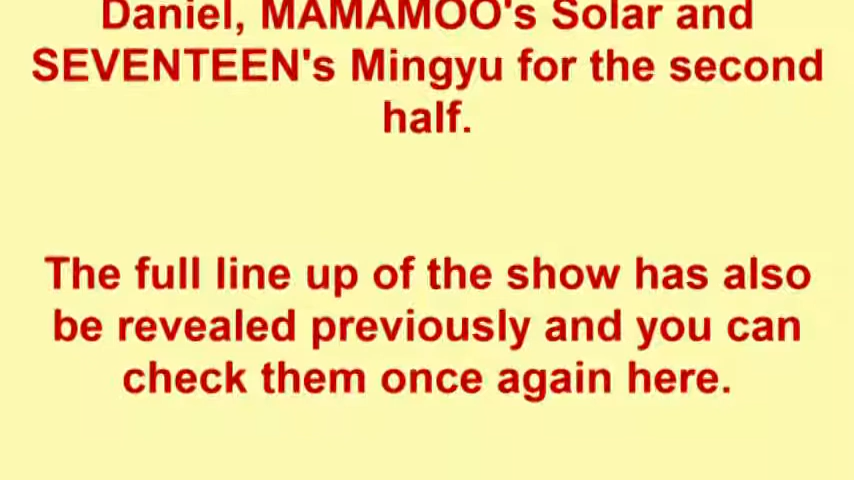 Daniel, MAMAMOO's Solar and
SEVENTEEN's Mingyu for the second
half.
The full line up of the show has also
be revealed previously and you can
check them once again here.